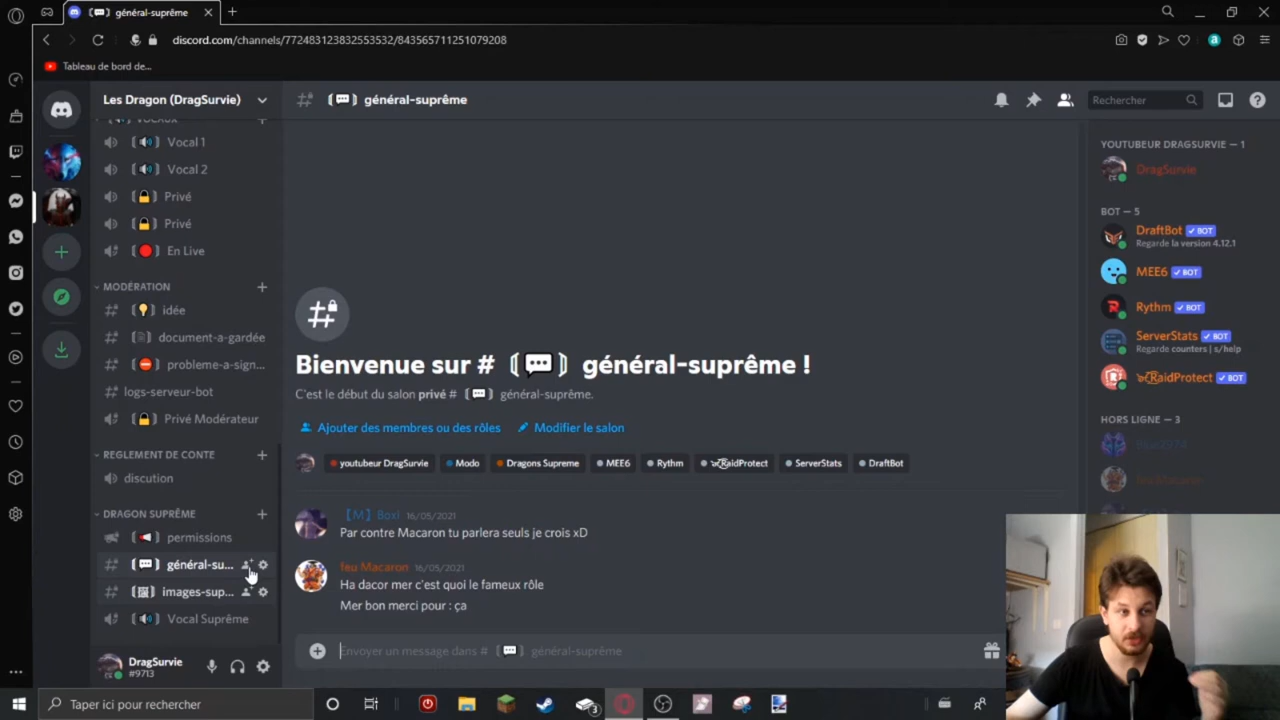 général-suprême
discord.com/channels/772483123832553532/843565711251079208
Tableau de bord de...
Les Dragon (DragSurvie)
général-suprême
Rechercher
VOCAUX
Vocal 1
Vocal 2
Privé
Privé
En Live
MODÉRATION
idée
document-a-gardée
probleme-a-sign...
logs-serveur-bot
Privé Modérateur
REGLEMENT DE CONTE
discution
DRAGON SUPRÊME
permissions
général-su...
images-sup...
Vocal Suprême
DragSurvie
#9713
Bienvenue sur # général-suprême !
C'est le début du salon privé # général-suprême.
Ajouter des membres ou des rôles Modifier le salon
youtubeur DragSurvie Modo Dragons Supreme MEE6 Rythm RaidProtect ServerStats DraftBot
[M] Boxi 16/05/2021
Par contre Macaron tu parlera seuls je crois xD
feu Macaron 16/05/2021
Ha dacor mer c'est quoi le fameux rôle
Mer bon merci pour : ça
Envoyer un message dans # général-suprême
YOUTUBEUR DRAGSURVIE — 1
DragSurvie
BOT — 5
DraftBot BOT
Regarde la version 4.12.1
MEE6 BOT
Rythm BOT
ServerStats BOT
Regarde counters | s/help
RaidProtect BOT
HORS LIGNE — 3
Taper ici pour rechercher
3